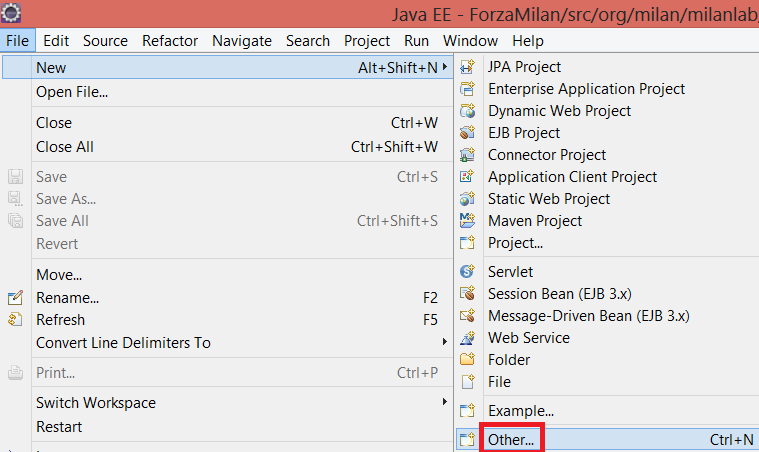 Java EE - ForzaMilan/src/org/milan/milanlab
File Edit Source Refactor Navigate Search Project Run Window Help
New Alt+Shift+N
Open File...
Close Ctrl+W
Close All Ctrl+Shift+W
Save Ctrl+S
Save As...
Save All Ctrl+Shift+S
Revert
Move...
Rename... F2
Refresh F5
Convert Line Delimiters To
Print... Ctrl+P
Switch Workspace
Restart
JPA Project
Enterprise Application Project
Dynamic Web Project
EJB Project
Connector Project
Application Client Project
Static Web Project
Maven Project
Project...
Servlet
Session Bean (EJB 3.x)
Message-Driven Bean (EJB 3.x)
Web Service
Folder
File
Example...
Other... Ctrl+N